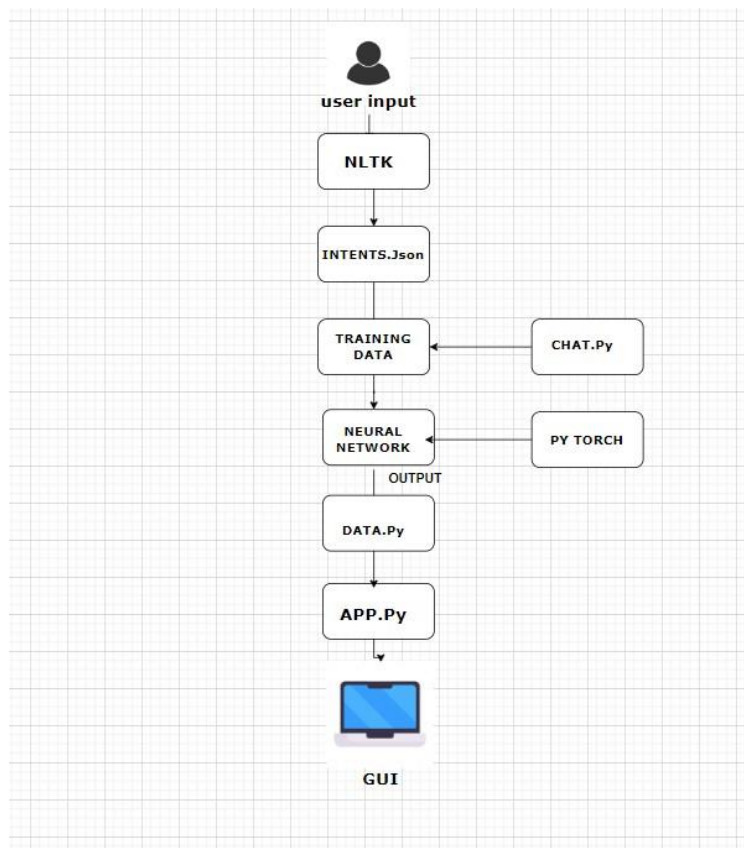 user input
NLTK
INTENTS.Json
TRAINING
DATA
CHAT.Py
NEURAL
NETWORK
PY TORCH
OUTPUT
DATA.Py
APP.Py
GUI